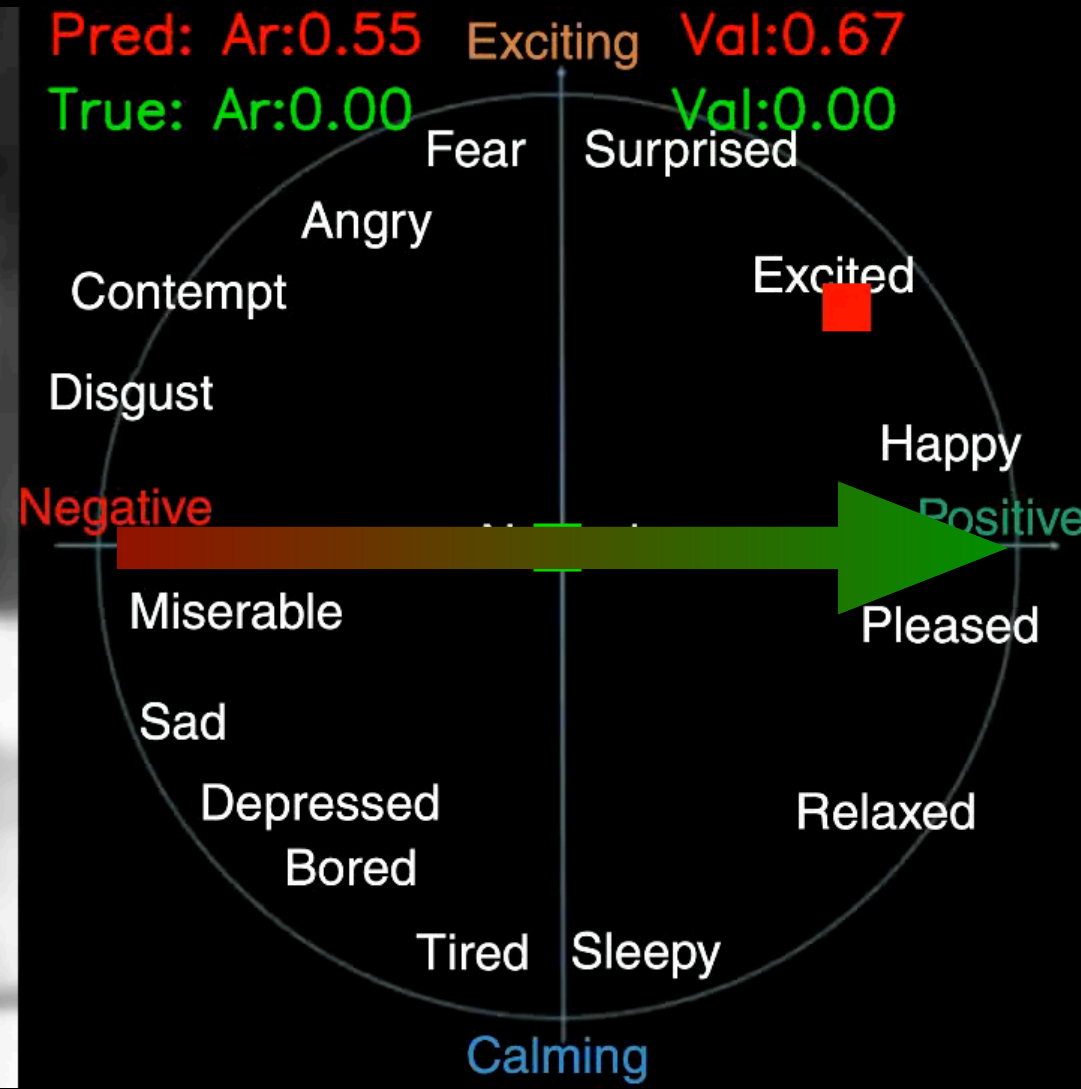 Pred: Ar:0.55 Exciting Val:0.67
True: Ar:0.00 Val:0.00
Fear Surprised
Angry
Excited
Contempt
Disgust
Happy
Negative Positive
Miserable
Pleased
Sad
Depressed
Relaxed
Bored
Tired Sleepy
Calming